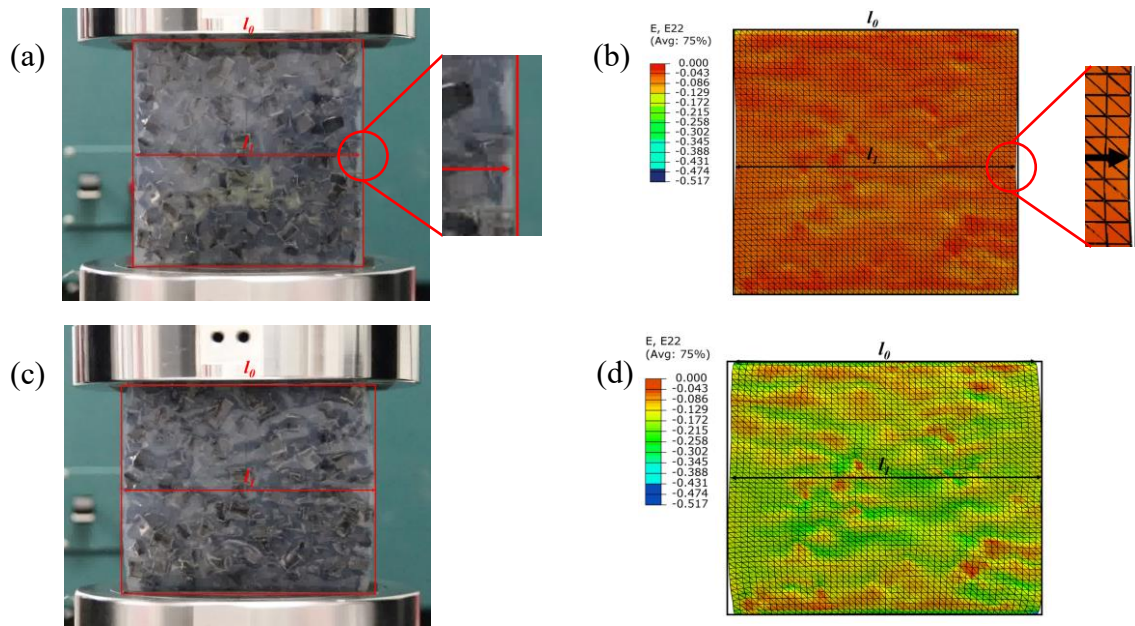 (a)
l₀
l₁
(b)
E, E22
(Avg: 75%)
0.000
-0.043
-0.086
-0.129
-0.172
-0.215
-0.258
-0.302
-0.345
-0.388
-0.431
-0.474
-0.517
l₀
l₁
(c)
l₀
l₁
(d)
E, E22
(Avg: 75%)
0.000
-0.043
-0.086
-0.129
-0.172
-0.215
-0.258
-0.302
-0.345
-0.388
-0.431
-0.474
-0.517
l₀
l₁